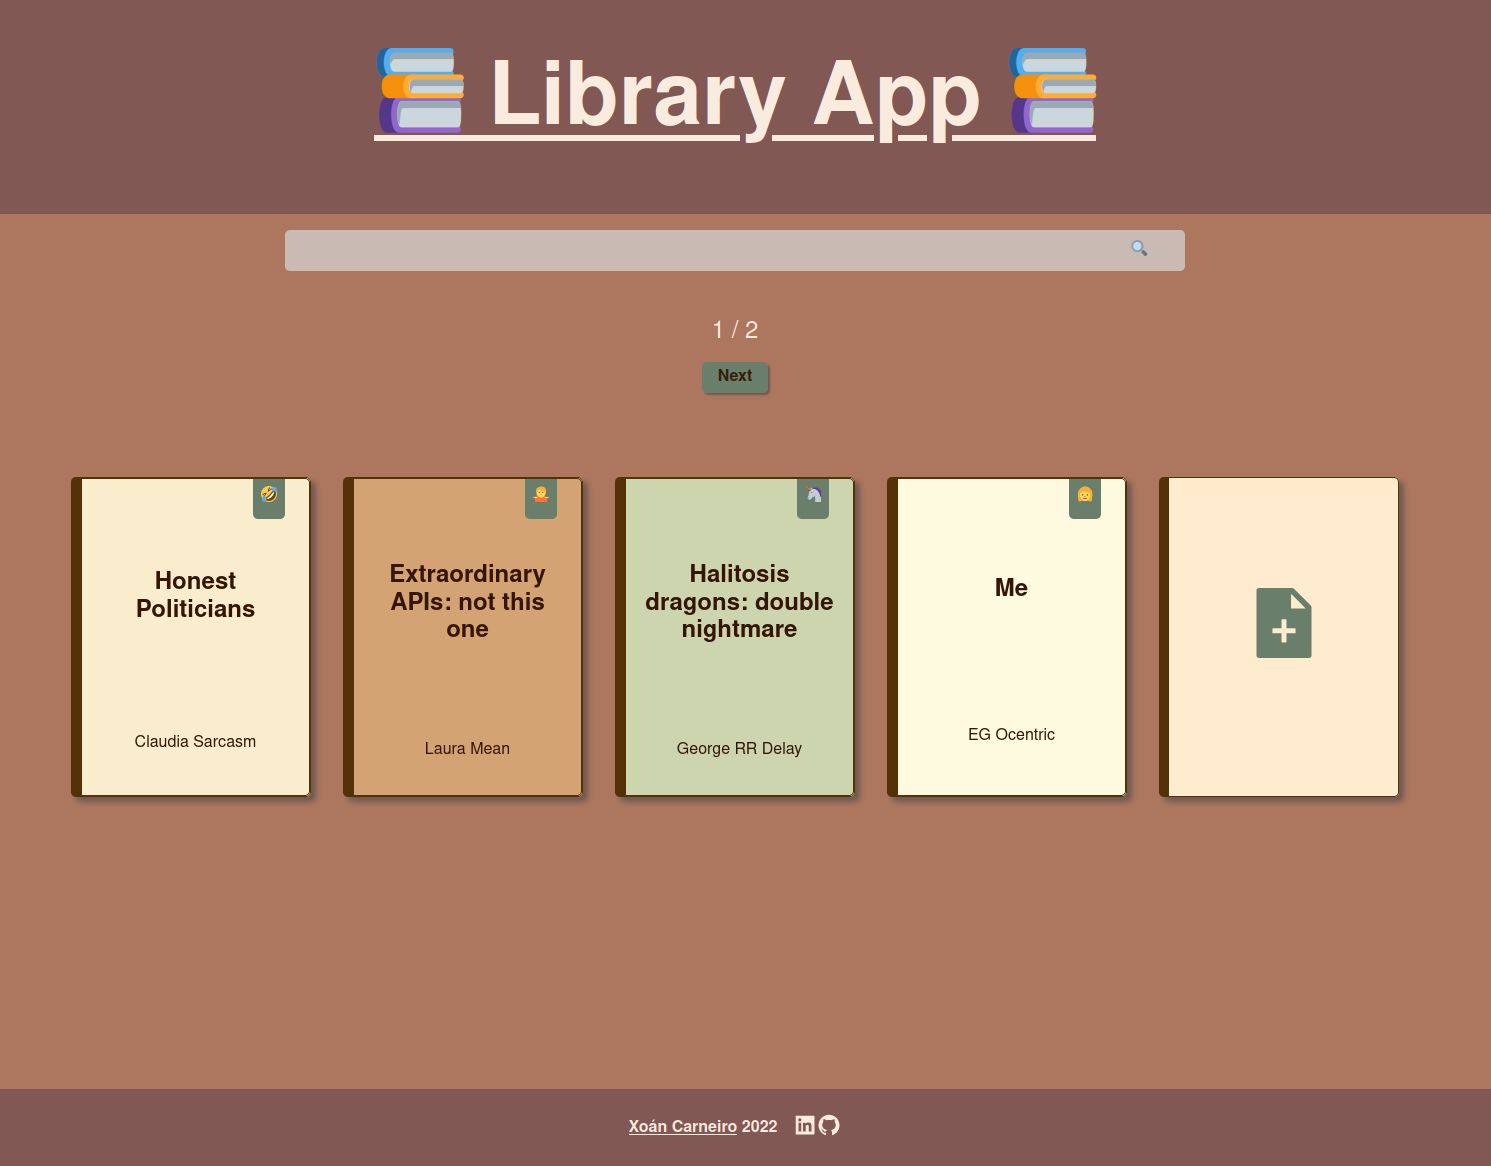 Library App
1 / 2
Next
Honest
Politicians
Claudia Sarcasm
Extraordinary
APIs: not this
one
Laura Mean
Halitosis
dragons: double
nightmare
George RR Delay
Me
EG Ocentric
Xoán Carneiro 2022